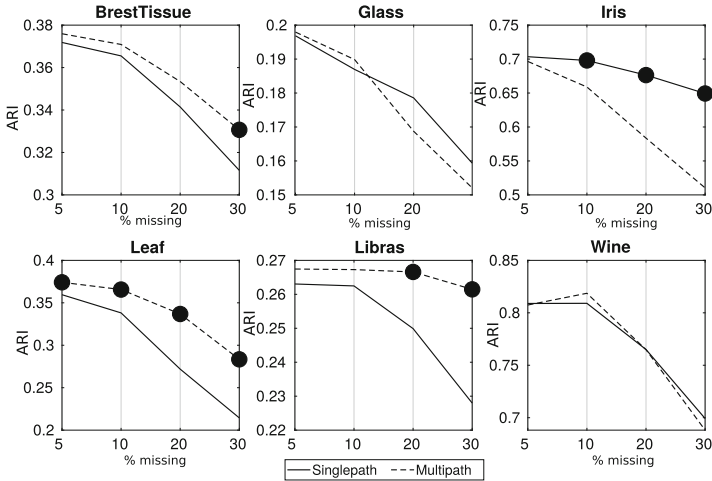 BrestTissue
0.38
0.36
0.34
0.32
0.3
ARI
5 10 20 30
% missing
Glass
0.2
0.19
0.18
0.17
0.16
0.15
ARI
5 10 20 30
% missing
Iris
0.75
0.7
0.65
0.6
0.55
0.5
ARI
5 10 20 30
% missing
Leaf
0.4
0.35
0.3
0.25
0.2
ARI
5 10 20 30
% missing
Libras
0.27
0.26
0.25
0.24
0.23
0.22
ARI
5 10 20 30
% missing
Wine
0.85
0.8
0.75
0.7
ARI
5 10 20 30
% missing
Singlepath Multipath